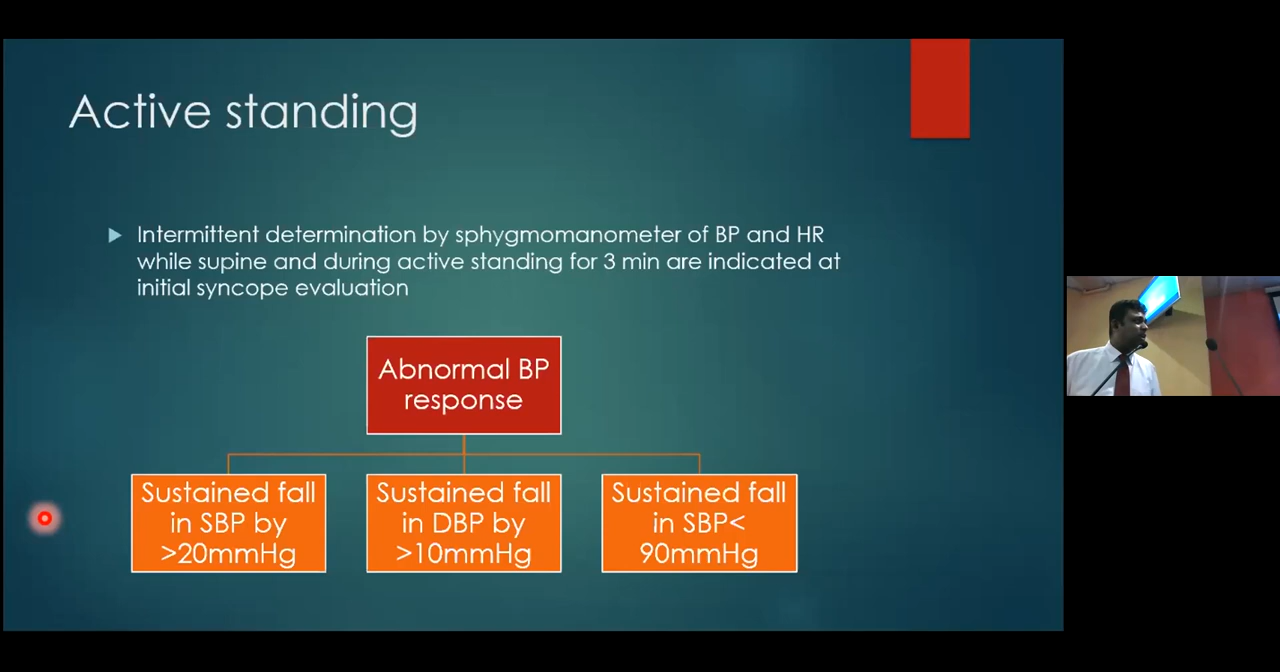 Active standing
Intermittent determination by sphygmomanometer of BP and HR
while supine and during active standing for 3 min are indicated at
initial syncope evaluation
Abnormal BP
response
Sustained fall
in SBP by
>20mmHg
Sustained fall
in DBP by
>10mmHg
Sustained fall
in SBP<
90mmHg